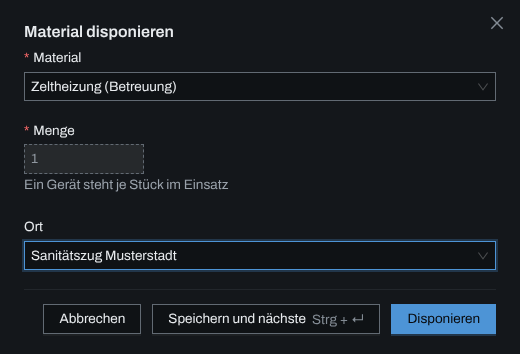 Material disponieren
* Material
Zeltheizung (Betreuung)
* Menge
1
Ein Gerät steht je Stück im Einsatz
Ort
Sanitätszug Musterstadt
Abbrechen
Speichern und nächste Strg + ↵
Disponieren